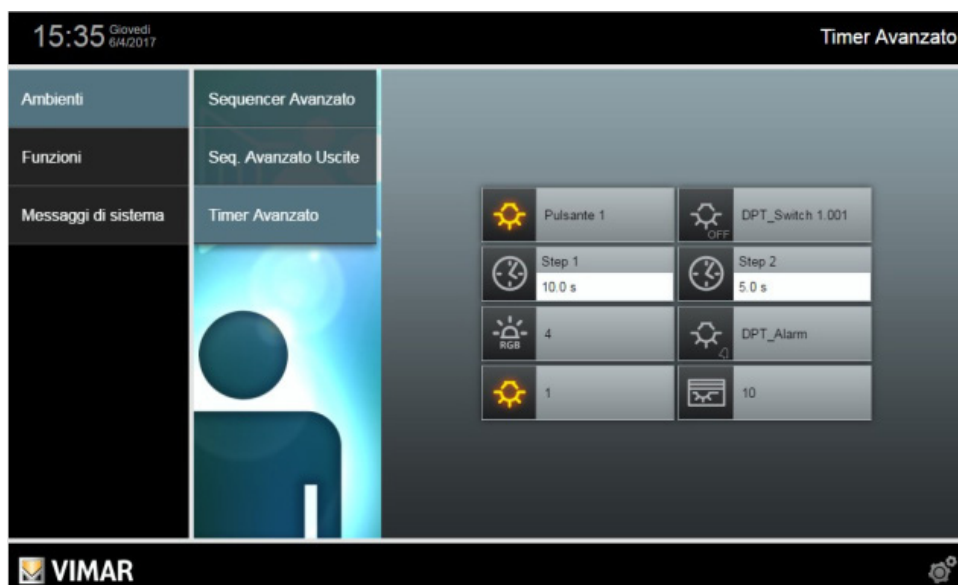 15:35 Giovedì 6/4/2017
Timer Avanzato
Ambienti
Funzioni
Messaggi di sistema
Sequencer Avanzato
Seq. Avanzato Uscite
Timer Avanzato
Pulsante 1
DPT_Switch 1.001
OFF
Step 1
10.0 s
Step 2
5.0 s
RGB
4
DPT_Alarm
1
10
VIMAR